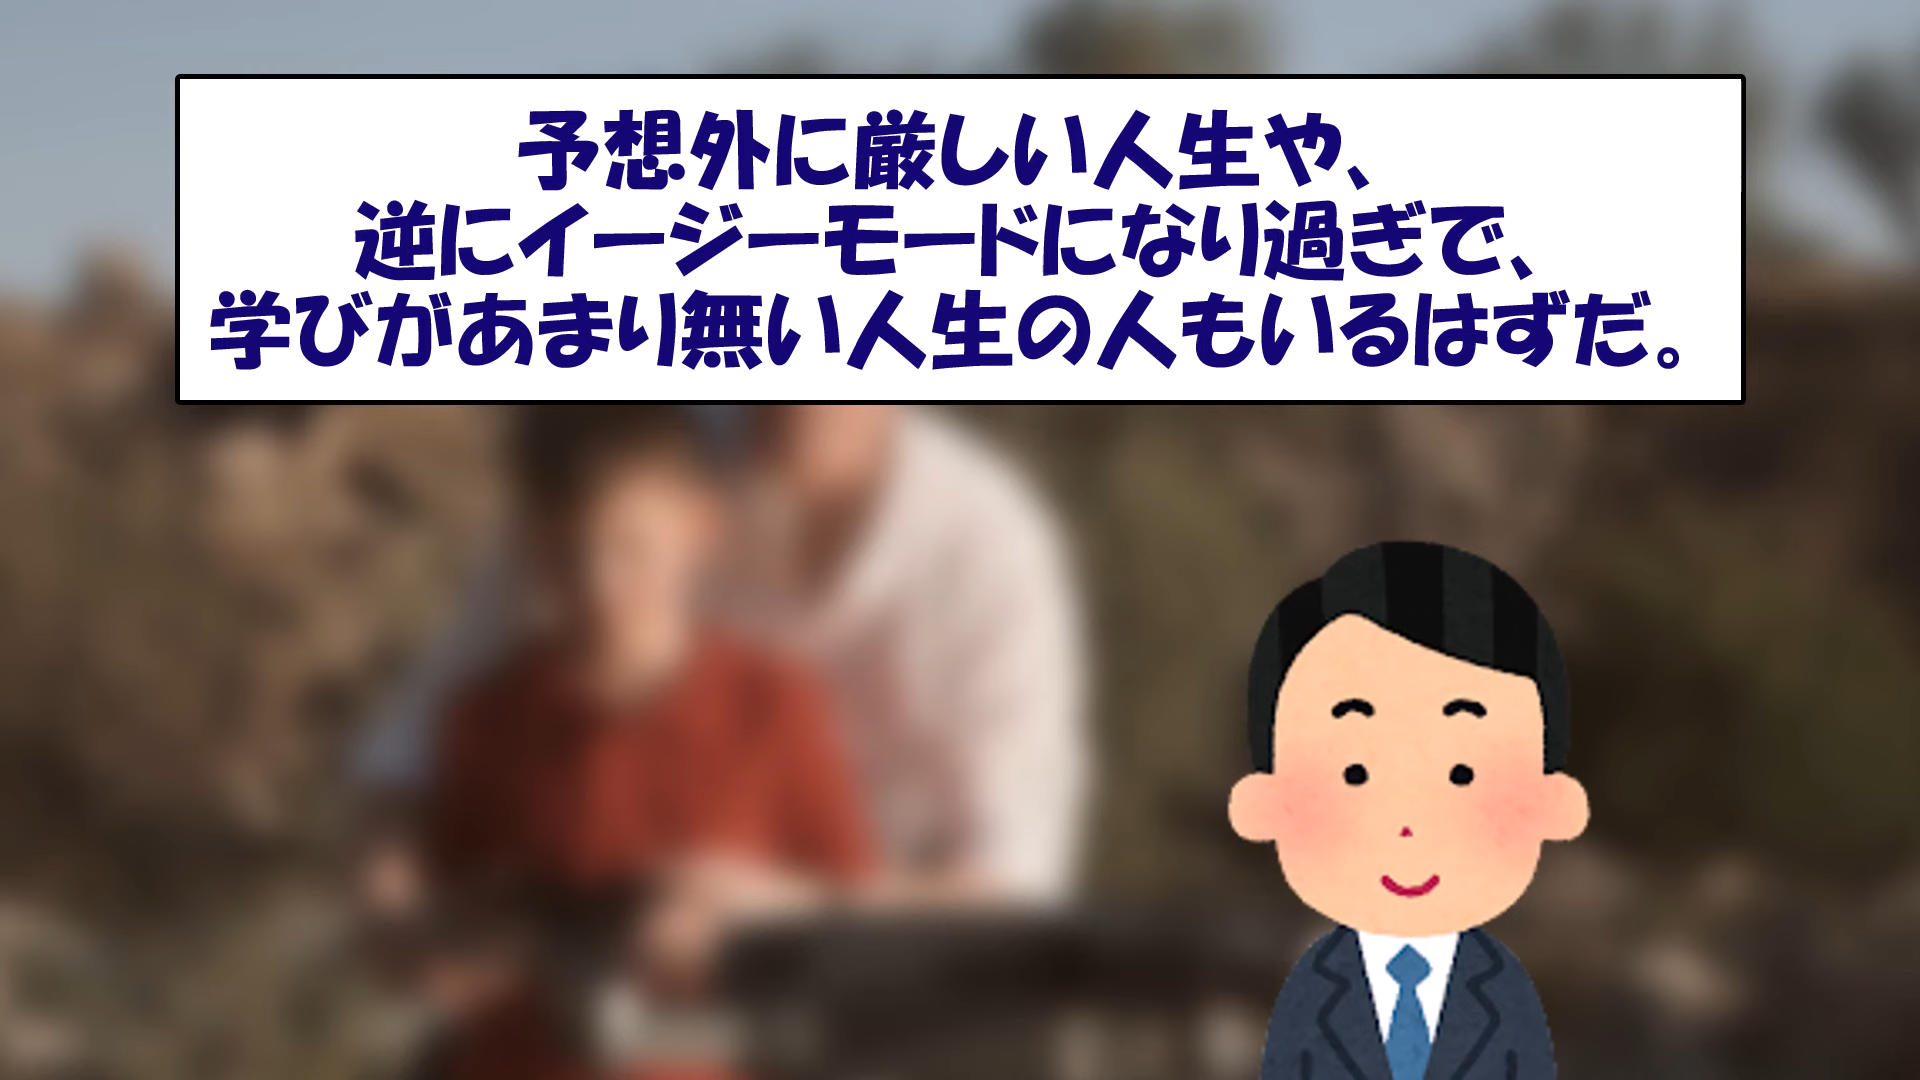 予想外に厳しい人生や、
逆にイージーモードになり過ぎで、
学びがあまり無い人生の人もいるはずだ。